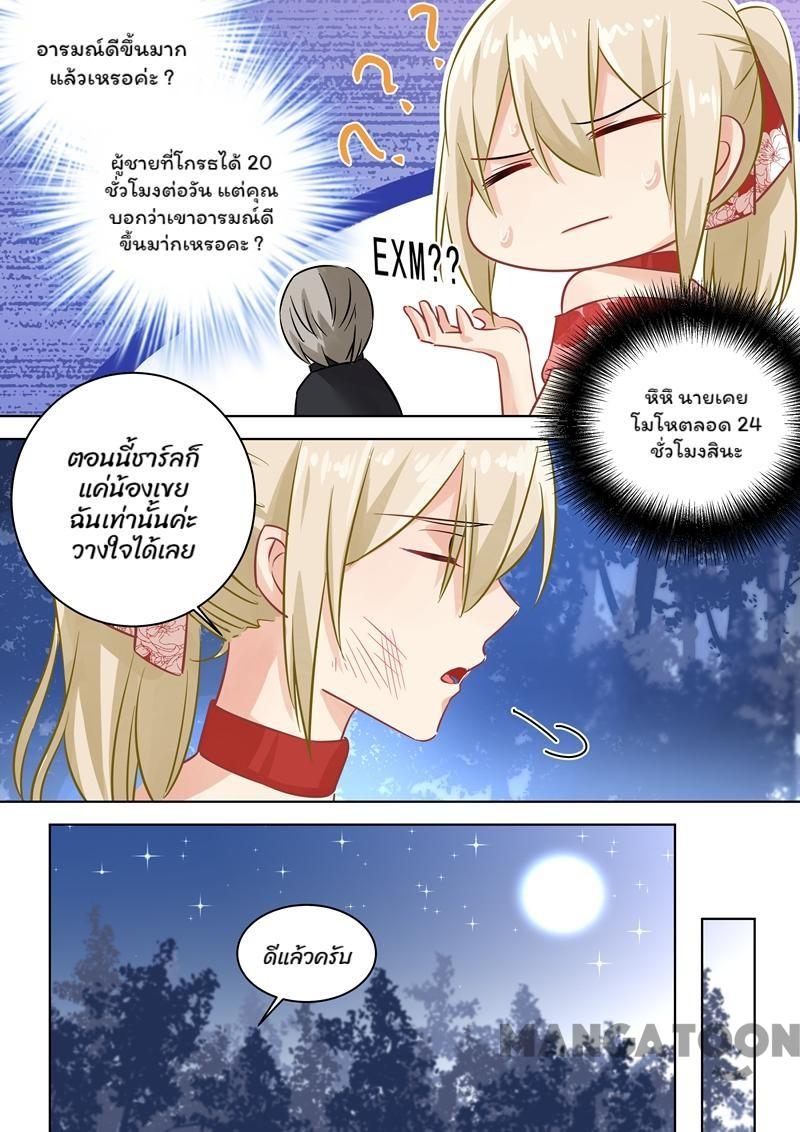 อารมณ์ดีขึ้นมาก
แล้วเหรอค่ะ ?
ผู้ชายที่โกรธได้ 20
ชั่วโมงต่อวัน แต่คุณ
บอกว่าเขาอารมณ์ดี
ขึ้นมา่กเหรอคะ ?
EXM??
หึหึ นายเคย
โมโหตลอด 24
ชั่วโมงสินะ
ตอนนี้ชาร์ลก็
แค่น้องเขย
ฉันเท่านั้นค่ะ
วางใจได้เลย
ดีแล้วครับ
MANGATOON